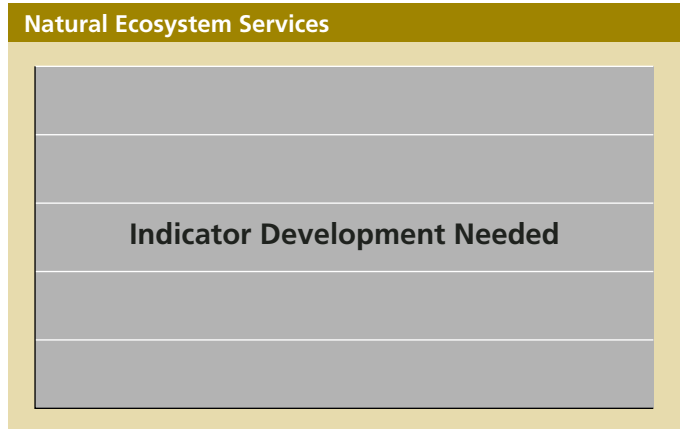 Natural Ecosystem Services
Indicator Development Needed